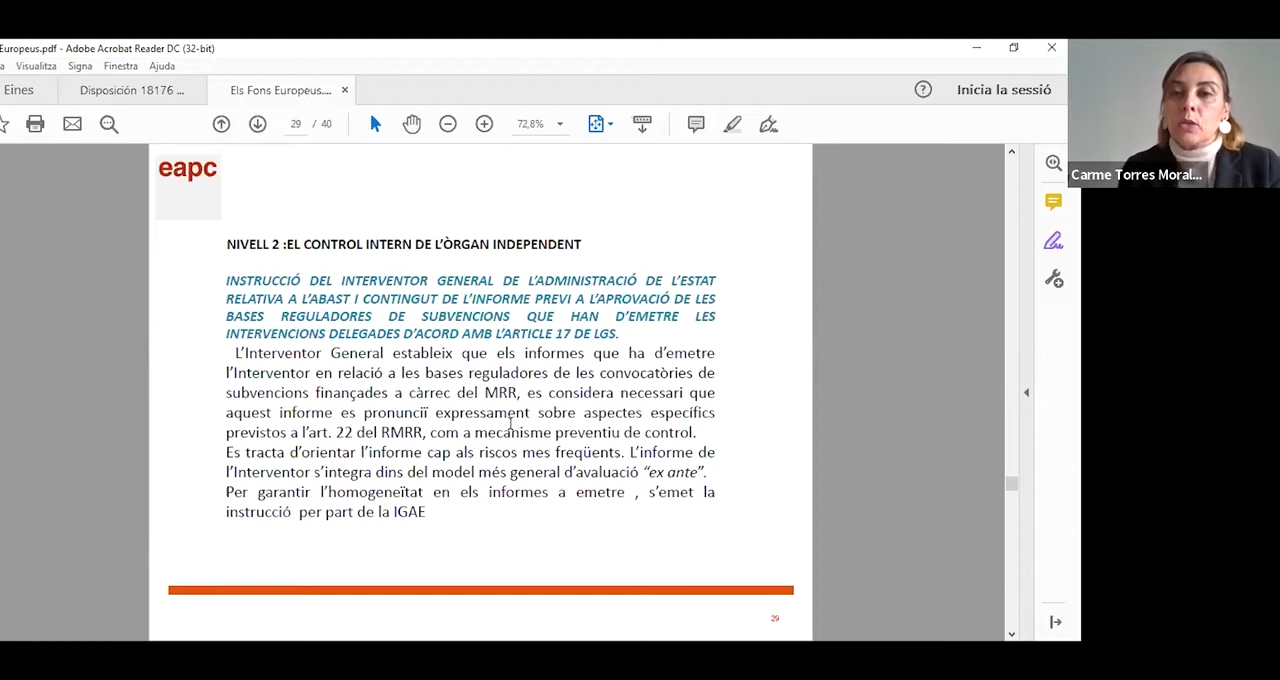 Europeus.pdf - Adobe Acrobat Reader DC (32-bit)
a Visualitza Signa Finestra Ajuda
Eines Disposición 18176 ... Els Fons Europeus.... × Inicia la sessió
29 / 40 72,8%
eapc
Carme Torres Moral...
NIVELL 2 :EL CONTROL INTERN DE L'ÒRGAN INDEPENDENT
INSTRUCCIÓ DEL INTERVENTOR GENERAL DE L'ADMINISTRACIÓ DE L'ESTAT
RELATIVA A L'ABAST I CONTINGUT DE L'INFORME PREVI A L'APROVACIÓ DE LES
BASES REGULADORES DE SUBVENCIONS QUE HAN D'EMETRE LES
INTERVENCIONS DELEGADES D'ACORD AMB L'ARTICLE 17 DE LGS.
L'Interventor General estableix que els informes que ha d'emetre
l'Interventor en relació a les bases reguladores de les convocatòries de
subvencions finançades a càrrec del MRR, es considera necessari que
aquest informe es pronunciï expressament sobre aspectes específics
previstos a l'art. 22 del RMRR, com a mecanisme preventiu de control.
Es tracta d'orientar l'informe cap als riscos mes freqüents. L'informe de
l'Interventor s'integra dins del model més general d'avaluació "ex ante".
Per garantir l'homogeneïtat en els informes a emetre , s'emet la
instrucció per part de la IGAE
29